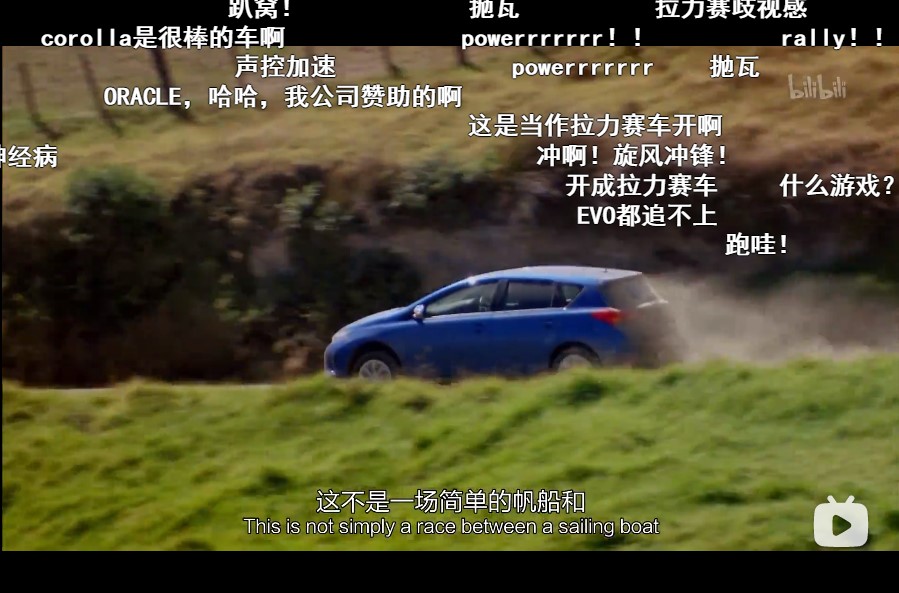 趴窝！ 抛瓦 拉力赛歧视感
corolla是很棒的车啊 powerrrrrrr！！ rally！！
声控加速 powerrrrrrr 抛瓦
bilibili
ORACLE，哈哈，我公司赞助的啊
这是当作拉力赛车开啊
神经病 冲啊！旋风冲锋！
开成拉力赛车 什么游戏？
EVO都追不上
跑哇！
这不是一场简单的帆船和
This is not simply a race between a sailing boat